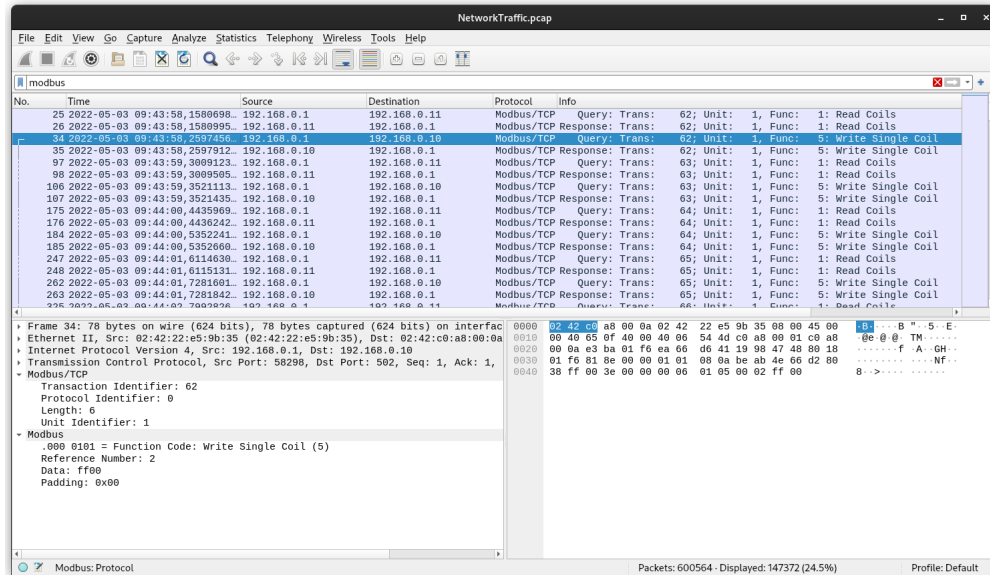 NetworkTraffic.pcap
File Edit View Go Capture Analyze Statistics Telephony Wireless Tools Help
modbus
No. Time Source Destination Protocol Info
25 2022-05-03 09:43:58,1580698… 192.168.0.1 192.168.0.11 Modbus/TCP Query: Trans: 62; Unit: 1, Func: 1: Read Coils
26 2022-05-03 09:43:58,1580995… 192.168.0.11 192.168.0.1 Modbus/TCP Response: Trans: 62; Unit: 1, Func: 1: Read Coils
34 2022-05-03 09:43:58,2597456… 192.168.0.1 192.168.0.10 Modbus/TCP Query: Trans: 62; Unit: 1, Func: 5: Write Single Coil
35 2022-05-03 09:43:58,2597912… 192.168.0.10 192.168.0.1 Modbus/TCP Response: Trans: 62; Unit: 1, Func: 5: Write Single Coil
97 2022-05-03 09:43:59,3009123… 192.168.0.1 192.168.0.11 Modbus/TCP Query: Trans: 63; Unit: 1, Func: 1: Read Coils
98 2022-05-03 09:43:59,3009505… 192.168.0.11 192.168.0.1 Modbus/TCP Response: Trans: 63; Unit: 1, Func: 1: Read Coils
106 2022-05-03 09:43:59,3521113… 192.168.0.1 192.168.0.10 Modbus/TCP Query: Trans: 63; Unit: 1, Func: 5: Write Single Coil
107 2022-05-03 09:43:59,3521435… 192.168.0.10 192.168.0.1 Modbus/TCP Response: Trans: 63; Unit: 1, Func: 5: Write Single Coil
175 2022-05-03 09:44:00,4435969… 192.168.0.1 192.168.0.11 Modbus/TCP Query: Trans: 64; Unit: 1, Func: 1: Read Coils
176 2022-05-03 09:44:00,4436242… 192.168.0.11 192.168.0.1 Modbus/TCP Response: Trans: 64; Unit: 1, Func: 1: Read Coils
184 2022-05-03 09:44:00,5352241… 192.168.0.1 192.168.0.10 Modbus/TCP Query: Trans: 64; Unit: 1, Func: 5: Write Single Coil
185 2022-05-03 09:44:00,5352660… 192.168.0.10 192.168.0.1 Modbus/TCP Response: Trans: 64; Unit: 1, Func: 5: Write Single Coil
247 2022-05-03 09:44:01,6114630… 192.168.0.1 192.168.0.11 Modbus/TCP Query: Trans: 65; Unit: 1, Func: 1: Read Coils
248 2022-05-03 09:44:01,6115131… 192.168.0.11 192.168.0.1 Modbus/TCP Response: Trans: 65; Unit: 1, Func: 1: Read Coils
262 2022-05-03 09:44:01,7281601… 192.168.0.1 192.168.0.10 Modbus/TCP Query: Trans: 65; Unit: 1, Func: 5: Write Single Coil
263 2022-05-03 09:44:01,7281842… 192.168.0.10 192.168.0.1 Modbus/TCP Response: Trans: 65; Unit: 1, Func: 5: Write Single Coil
Frame 34: 78 bytes on wire (624 bits), 78 bytes captured (624 bits) on interfac
Ethernet II, Src: 02:42:22:e5:9b:35 (02:42:22:e5:9b:35), Dst: 02:42:c0:a8:00:0a
Internet Protocol Version 4, Src: 192.168.0.1, Dst: 192.168.0.10
Transmission Control Protocol, Src Port: 58298, Dst Port: 502, Seq: 1, Ack: 1,
Modbus/TCP
Transaction Identifier: 62
Protocol Identifier: 0
Length: 6
Unit Identifier: 1
Modbus
.000 0101 = Function Code: Write Single Coil (5)
Reference Number: 2
Data: ff00
Padding: 0x00
0000 02 42 c0 a8 00 0a 02 42 22 e5 9b 35 08 00 45 00 ·B·····B "··5··E·
0010 00 40 65 0f 40 00 40 06 54 4d c0 a8 00 01 c0 a8 ·@e·@·@· TM······
0020 00 0a e3 ba 01 f6 ea 66 d6 41 19 98 47 48 80 18 ·······f ·A··GH··
0030 01 f6 81 8e 00 00 01 01 08 0a be ab 4e 66 d2 80 ········ ····Nf··
0040 38 ff 00 3e 00 00 00 06 01 05 00 02 ff 00 8··>···· ······
Modbus: Protocol
Packets: 600564 · Displayed: 147372 (24.5%)
Profile: Default